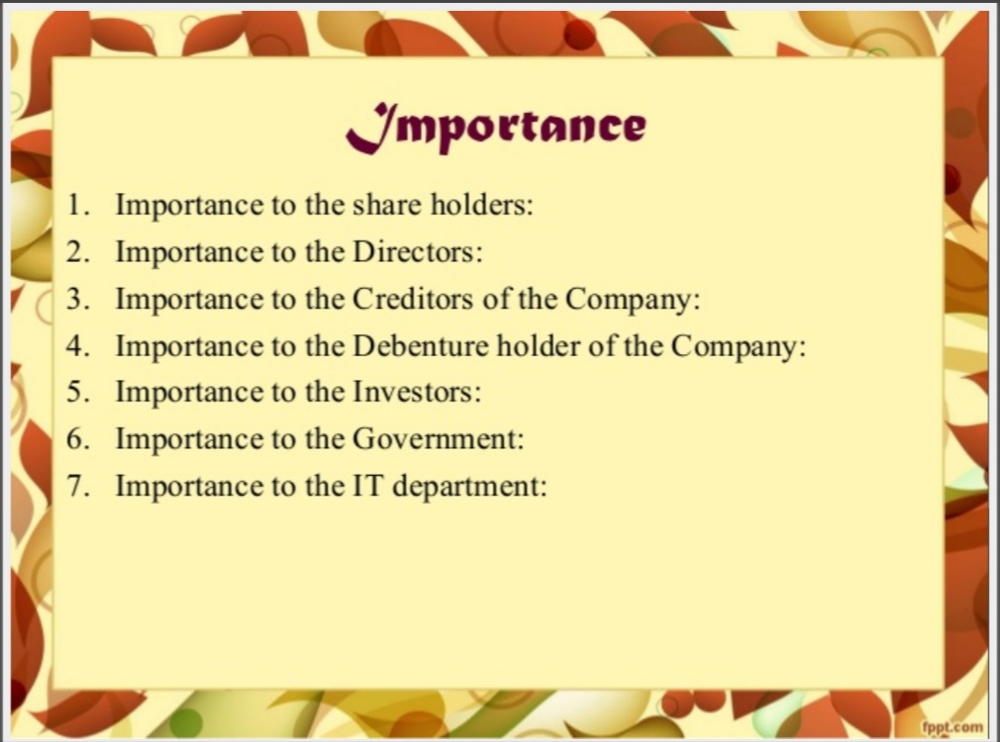 Importance
1. Importance to the share holders:
2. Importance to the Directors:
3. Importance to the Creditors of the Company:
4. Importance to the Debenture holder of the Company:
5. Importance to the Investors:
6. Importance to the Government:
7. Importance to the IT department:
fppt.com